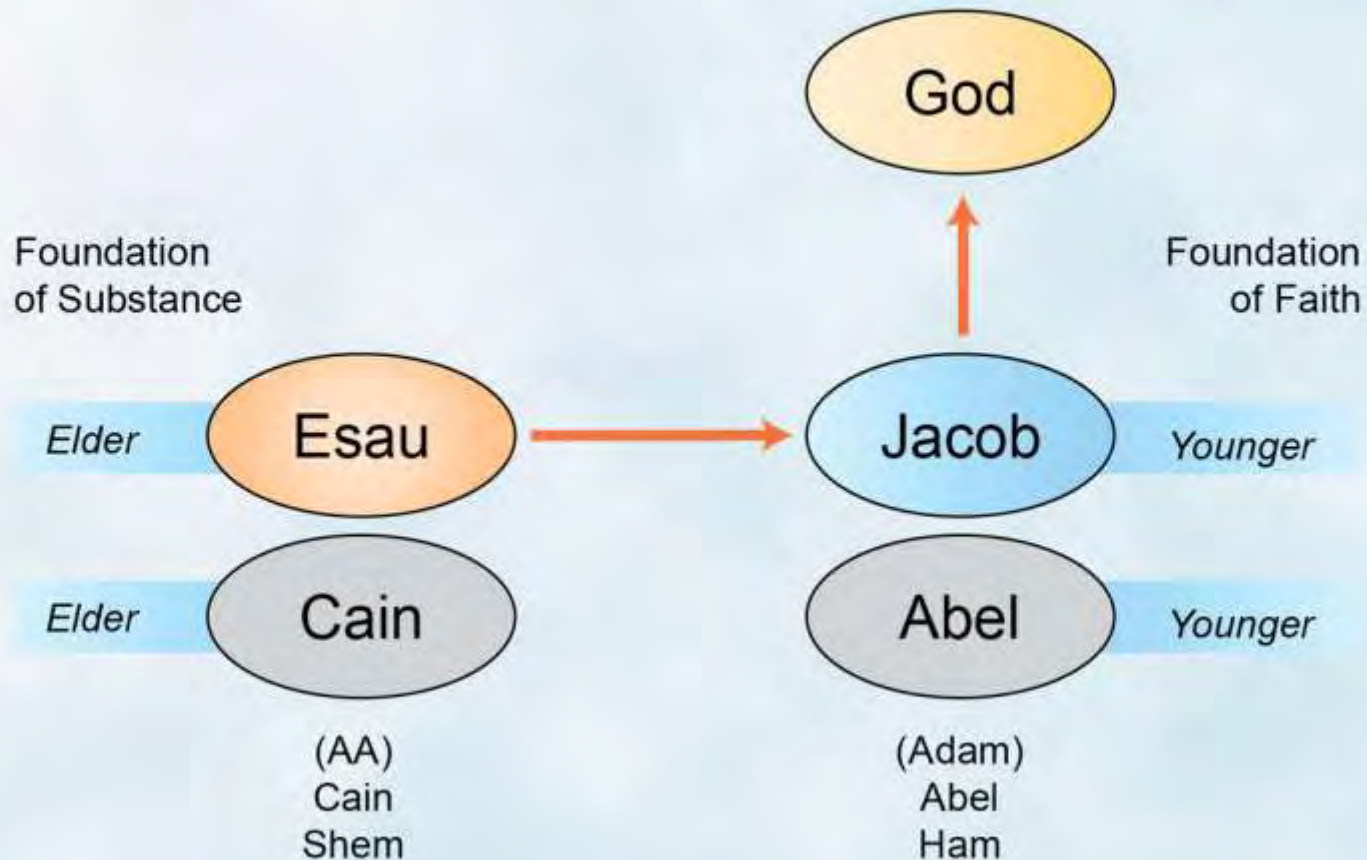 God
Foundation
of Substance
Foundation
of Faith
Elder
Esau
Jacob
Younger
Elder
Cain
Abel
Younger
(AA)
Cain
Shem
(Adam)
Abel
Ham